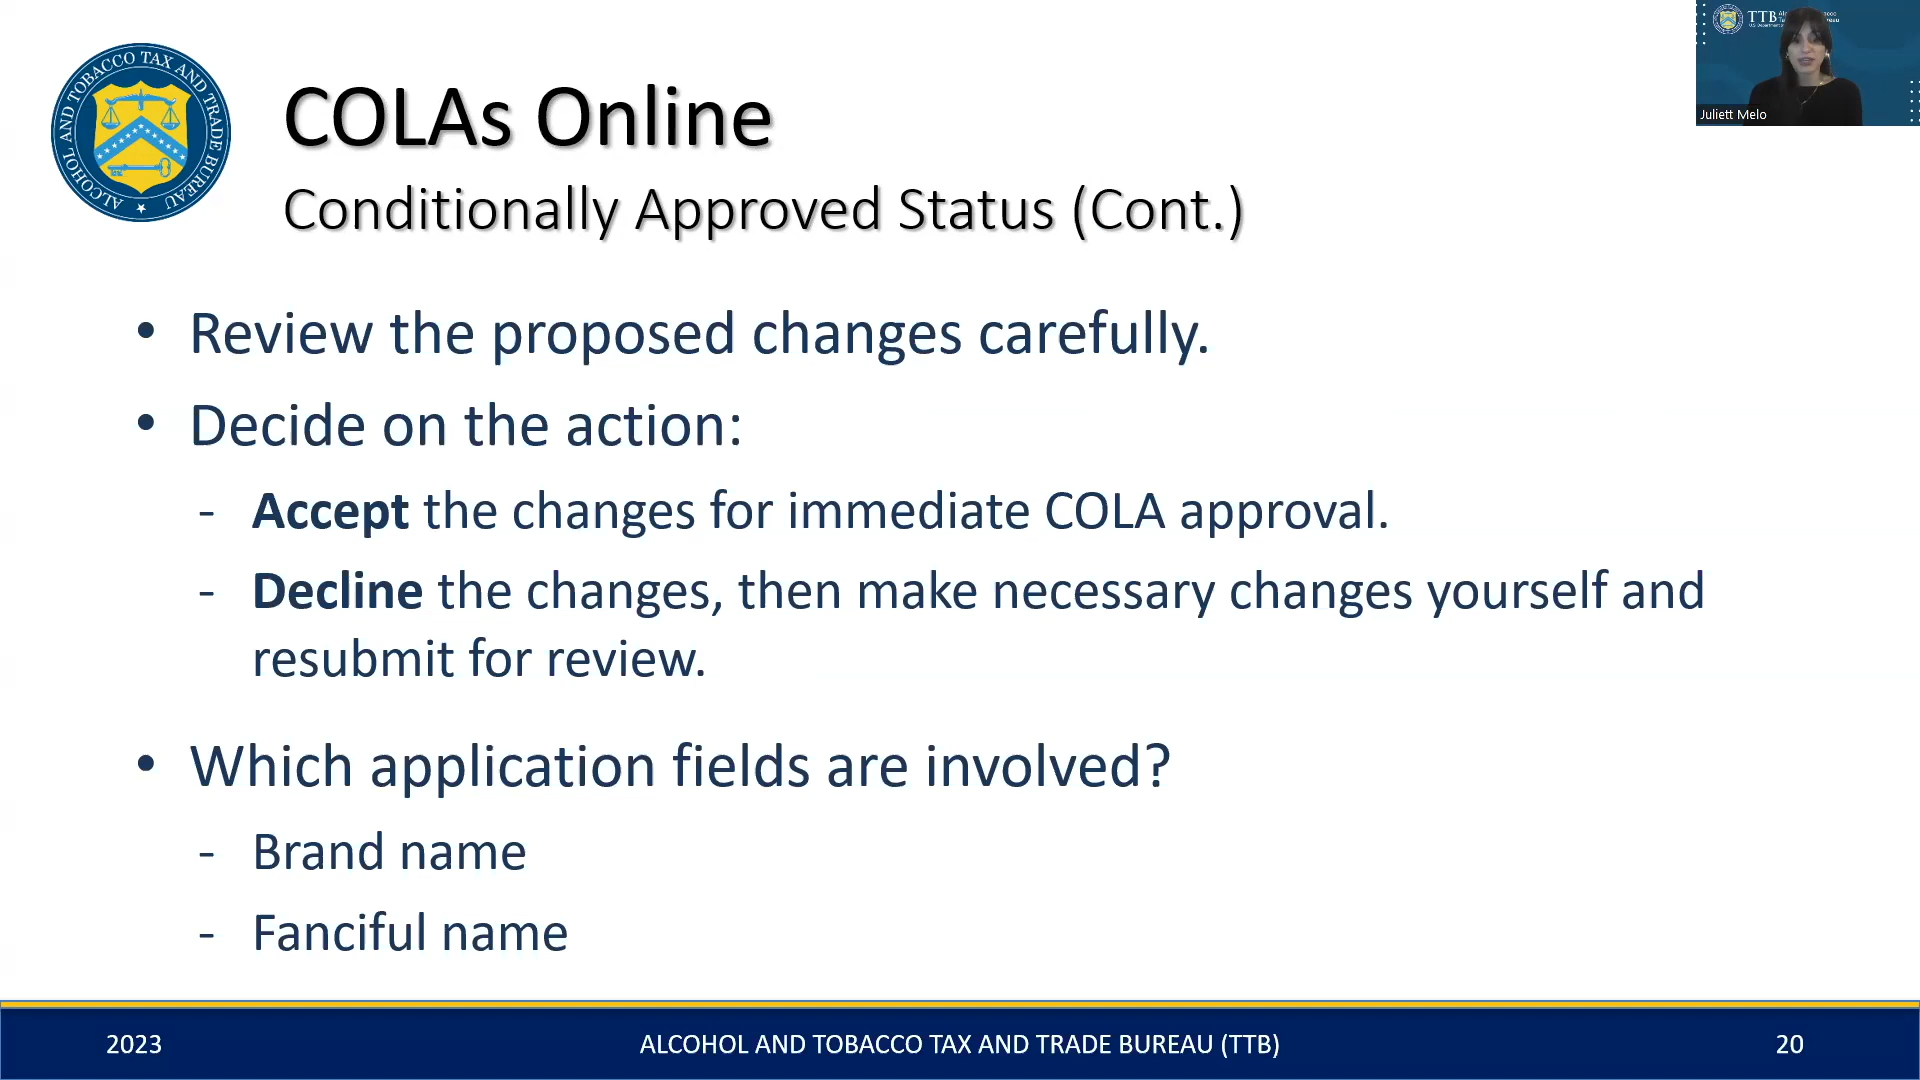 COLAs Online
Conditionally Approved Status (Cont.)
ALCOHOL AND TOBACCO TAX AND TRADE BUREAU
TTB
Juliett Melo
• Review the proposed changes carefully.
• Decide on the action:
- Accept the changes for immediate COLA approval.
- Decline the changes, then make necessary changes yourself and
resubmit for review.
• Which application fields are involved?
- Brand name
- Fanciful name
2023
ALCOHOL AND TOBACCO TAX AND TRADE BUREAU (TTB)
20